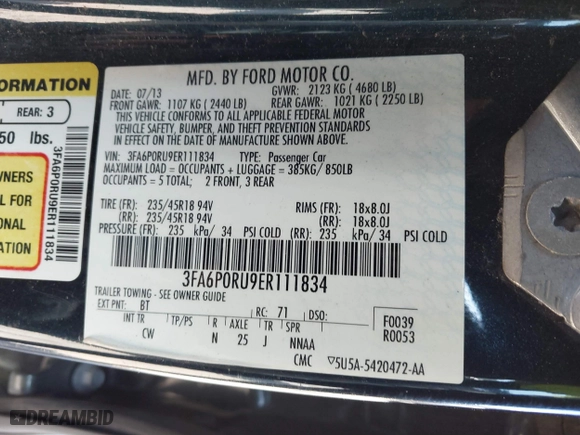 FORMATION
REAR: 3
50 lbs.
WNERS
L FOR
ONAL
ION
3FA6P0RU9ER111834
MFD. BY FORD MOTOR CO.
DATE: 07/13 GVWR: 2123 KG ( 4680 LB)
FRONT GAWR: 1107 KG ( 2440 LB) REAR GAWR: 1021 KG ( 2250 LB)
THIS VEHICLE CONFORMS TO ALL APPLICABLE FEDERAL MOTOR
VEHICLE SAFETY, BUMPER, AND THEFT PREVENTION STANDARDS
IN EFFECT ON THE DATE OF MANUFACTURE SHOWN ABOVE.
VIN: 3FA6P0RU9ER111834 TYPE: Passenger Car
MAXIMUM LOAD = OCCUPANTS + LUGGAGE = 385KG/ 850LB
OCCUPANTS = 5 TOTAL; 2 FRONT, 3 REAR
TIRE (FR): 235/45R18 94V RIMS (FR): 18x8.0J
(RR): 235/45R18 94V (RR): 18x8.0J
PRESSURE (FR): 235 kPa/ 34 PSI COLD (RR): 235 kPa/ 34 PSI COLD
3FA6P0RU9ER111834
TRAILER TOWING - SEE OWNER GUIDE
EXT PNT: BT RC: 71 DSO:
INT TR TP/PS R AXLE TR SPR F0039
CW N 25 J NNAA R0053
CMC ▽5U5A-5420472-AA
DREAMBID